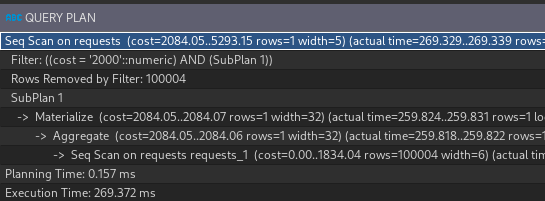 ABC QUERY PLAN
Seq Scan on requests (cost=2084.05..5293.15 rows=1 width=5) (actual time=269.329..269.339 rows=
Filter: ((cost = '2000'::numeric) AND (SubPlan 1))
Rows Removed by Filter: 100004
SubPlan 1
-> Materialize (cost=2084.05..2084.07 rows=1 width=32) (actual time=259.824..259.831 rows=1 lo
-> Aggregate (cost=2084.05..2084.06 rows=1 width=32) (actual time=259.818..259.822 rows=1
-> Seq Scan on requests requests_1 (cost=0.00..1834.04 rows=100004 width=6) (actual tim
Planning Time: 0.157 ms
Execution Time: 269.372 ms